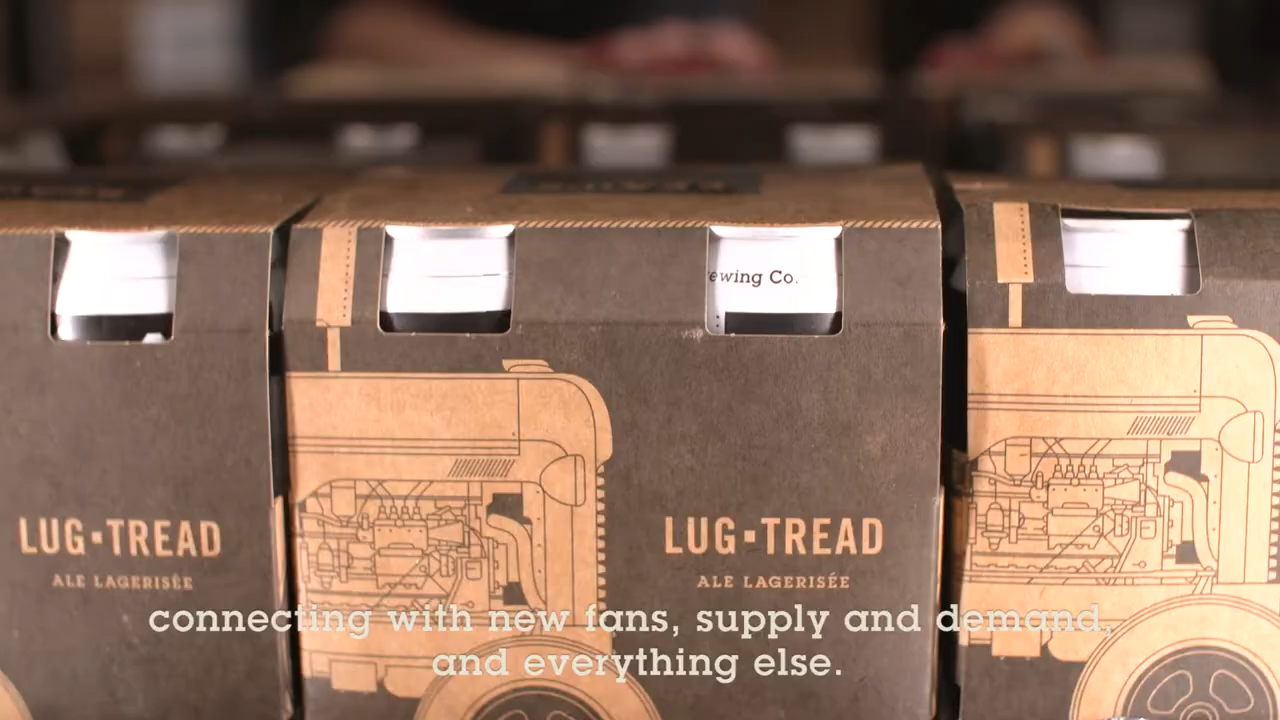 ewing Co.
LUG▪TREAD
ALE LAGERISÉE
LUG▪TREAD
ALE LAGERISÉE
connecting with new fans, supply and demand,
and everything else.